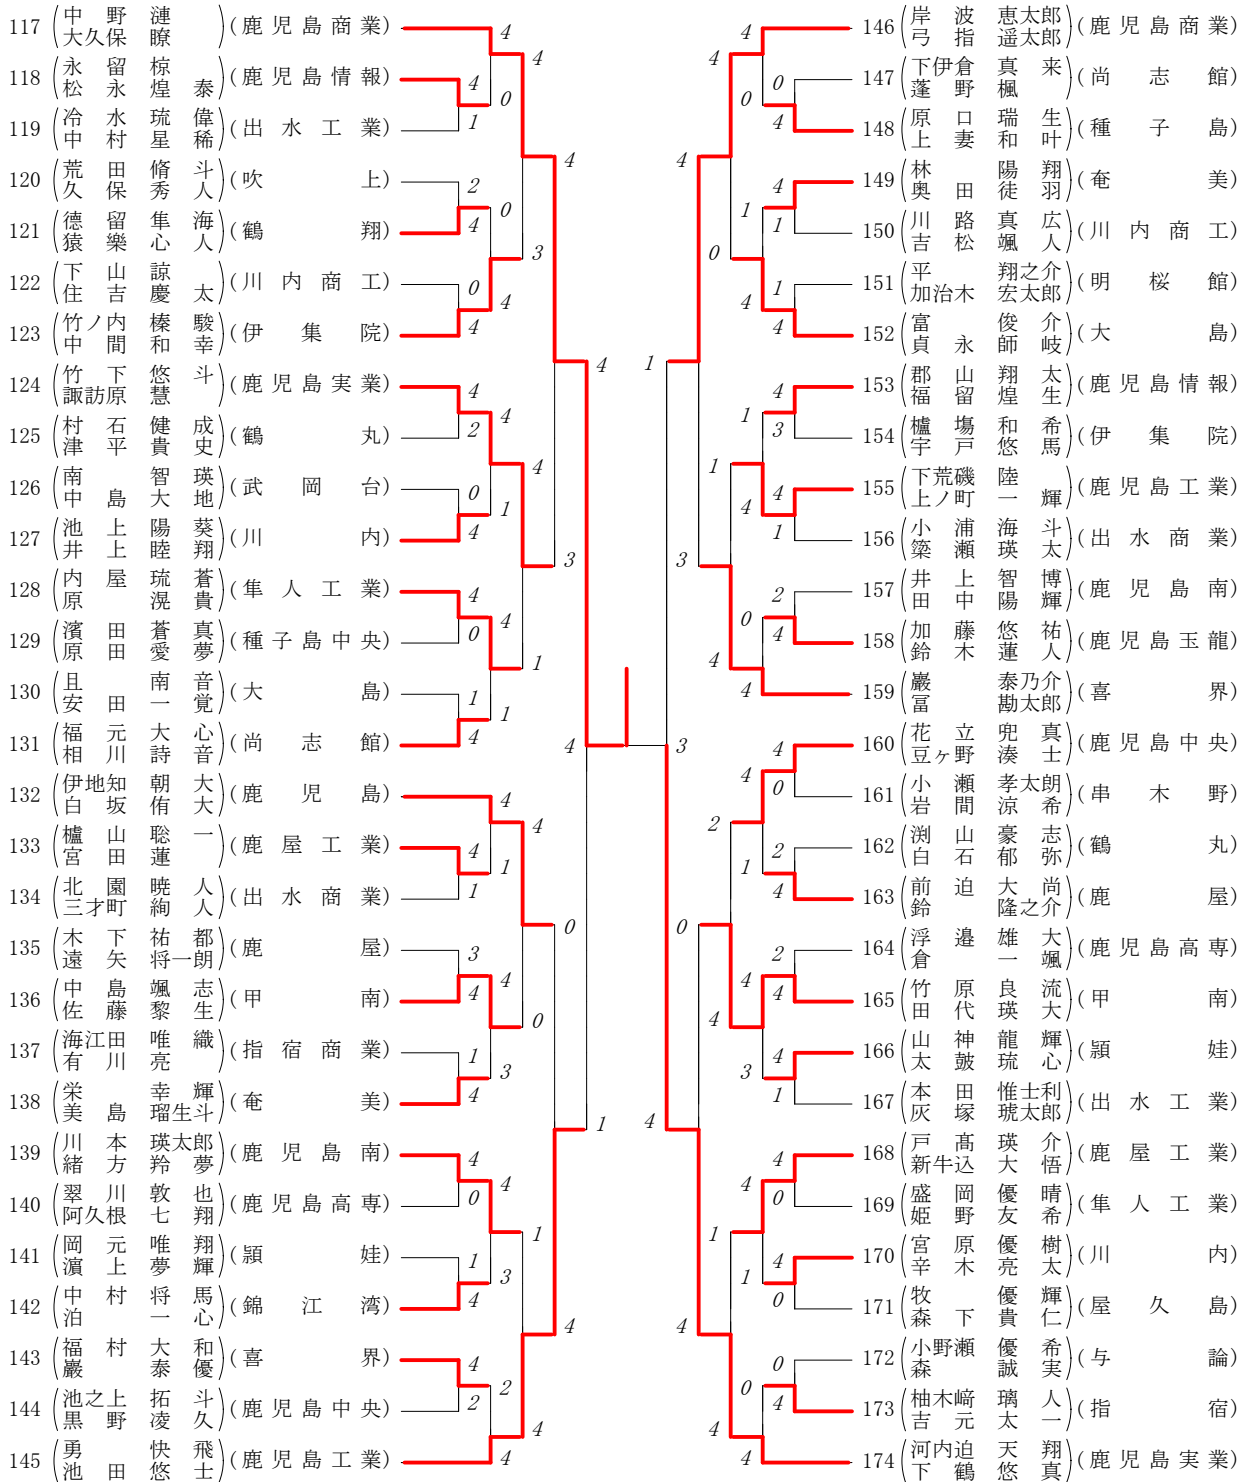 117 (中野漣 大久保瞭) (鹿児島商業)
118 (永留椋 松永煌泰) (鹿児島情報)
119 (冷水琉偉 中村星稀) (出水工業)
120 (荒田脩斗 久保秀人) (吹上)
121 (德留隼海 猿樂心人) (鶴翔)
122 (下山諒 住吉慶太) (川内商工)
123 (竹ノ内榛駿 中間和幸) (伊集院)
124 (竹下悠斗 諏訪原慧) (鹿児島実業)
125 (村石健成 津平貴史) (鶴丸)
126 (南智瑛 中島大地) (武岡台)
127 (池上陽葵 井上睦翔) (川内)
128 (内屋琉蒼 原滉貴) (隼人工業)
129 (濱田蒼真 原田愛夢) (種子島中央)
130 (且南音 安田一覚) (大島)
131 (福元大心 相川詩音) (尚志館)
132 (伊地知朝大 白坂侑大) (鹿児島)
133 (櫨山聡一 宮田蓮) (鹿屋工業)
134 (北園暁人 三才町絢人) (出水商業)
135 (木下祐都 遠矢将一朗) (鹿屋)
136 (中島颯志 佐藤黎生) (甲南)
137 (海江田唯織 有川亮) (指宿商業)
138 (栄幸輝 美島瑠生斗) (奄美)
139 (川本瑛太郎 緒方羚夢) (鹿児島南)
140 (翠川敦也 阿久根七翔) (鹿児島高専)
141 (岡元唯翔 濵上夢輝) (頴娃)
142 (中村将馬 泊一心) (錦江湾)
143 (福村大和 巖泰優) (喜界)
144 (池之上拓斗 黒野凌久) (鹿児島中央)
145 (勇快飛 池田悠士) (鹿児島工業)
146 (岸波恵太郎 弓指遥太郎) (鹿児島商業)
147 (下伊倉真来 蓬野楓) (尚志館)
148 (原口瑞生 上妻和叶) (種子島)
149 (林陽翔 奥田徒羽) (奄美)
150 (川路真広 吉松颯人) (川内商工)
151 (平翔之介 加治木宏太郎) (明桜館)
152 (富俊介 貞永師岐) (大島)
153 (郡山翔太 福留煌生) (鹿児島情報)
154 (櫨場和希 宇戸悠馬) (伊集院)
155 (下荒磯陸 上ノ町一輝) (鹿児島工業)
156 (小浦海斗 簗瀬瑛太) (出水商業)
157 (井上智博 田中陽輝) (鹿児島南)
158 (加藤悠祐 鈴木蓮人) (鹿児島玉龍)
159 (巖泰乃介 冨勘太郎) (喜界)
160 (花立兜真 豆ヶ野湊士) (鹿児島中央)
161 (小瀬孝太朗 岩間涼希) (串木野)
162 (渕山豪志 白石郁弥) (鶴丸)
163 (前迫大尚 鈴隆之介) (鹿屋)
164 (浮邉雄大 倉一颯) (鹿児島高専)
165 (竹原良流 田代瑛大) (甲南)
166 (山神龍輝 太鼓琉心) (頴娃)
167 (本田惟士利 灰塚琥太郎) (出水工業)
168 (戸髙瑛介 新牛込大悟) (鹿屋工業)
169 (盛岡優晴 姫野友希) (隼人工業)
170 (宮原優樹 辛木亮太) (川内)
171 (牧優輝 森下貴仁) (屋久島)
172 (小野瀬優希 森誠実) (与論)
173 (柚木﨑璃人 吉元太一) (指宿)
174 (河内迫天翔 下鶴悠真) (鹿児島実業)